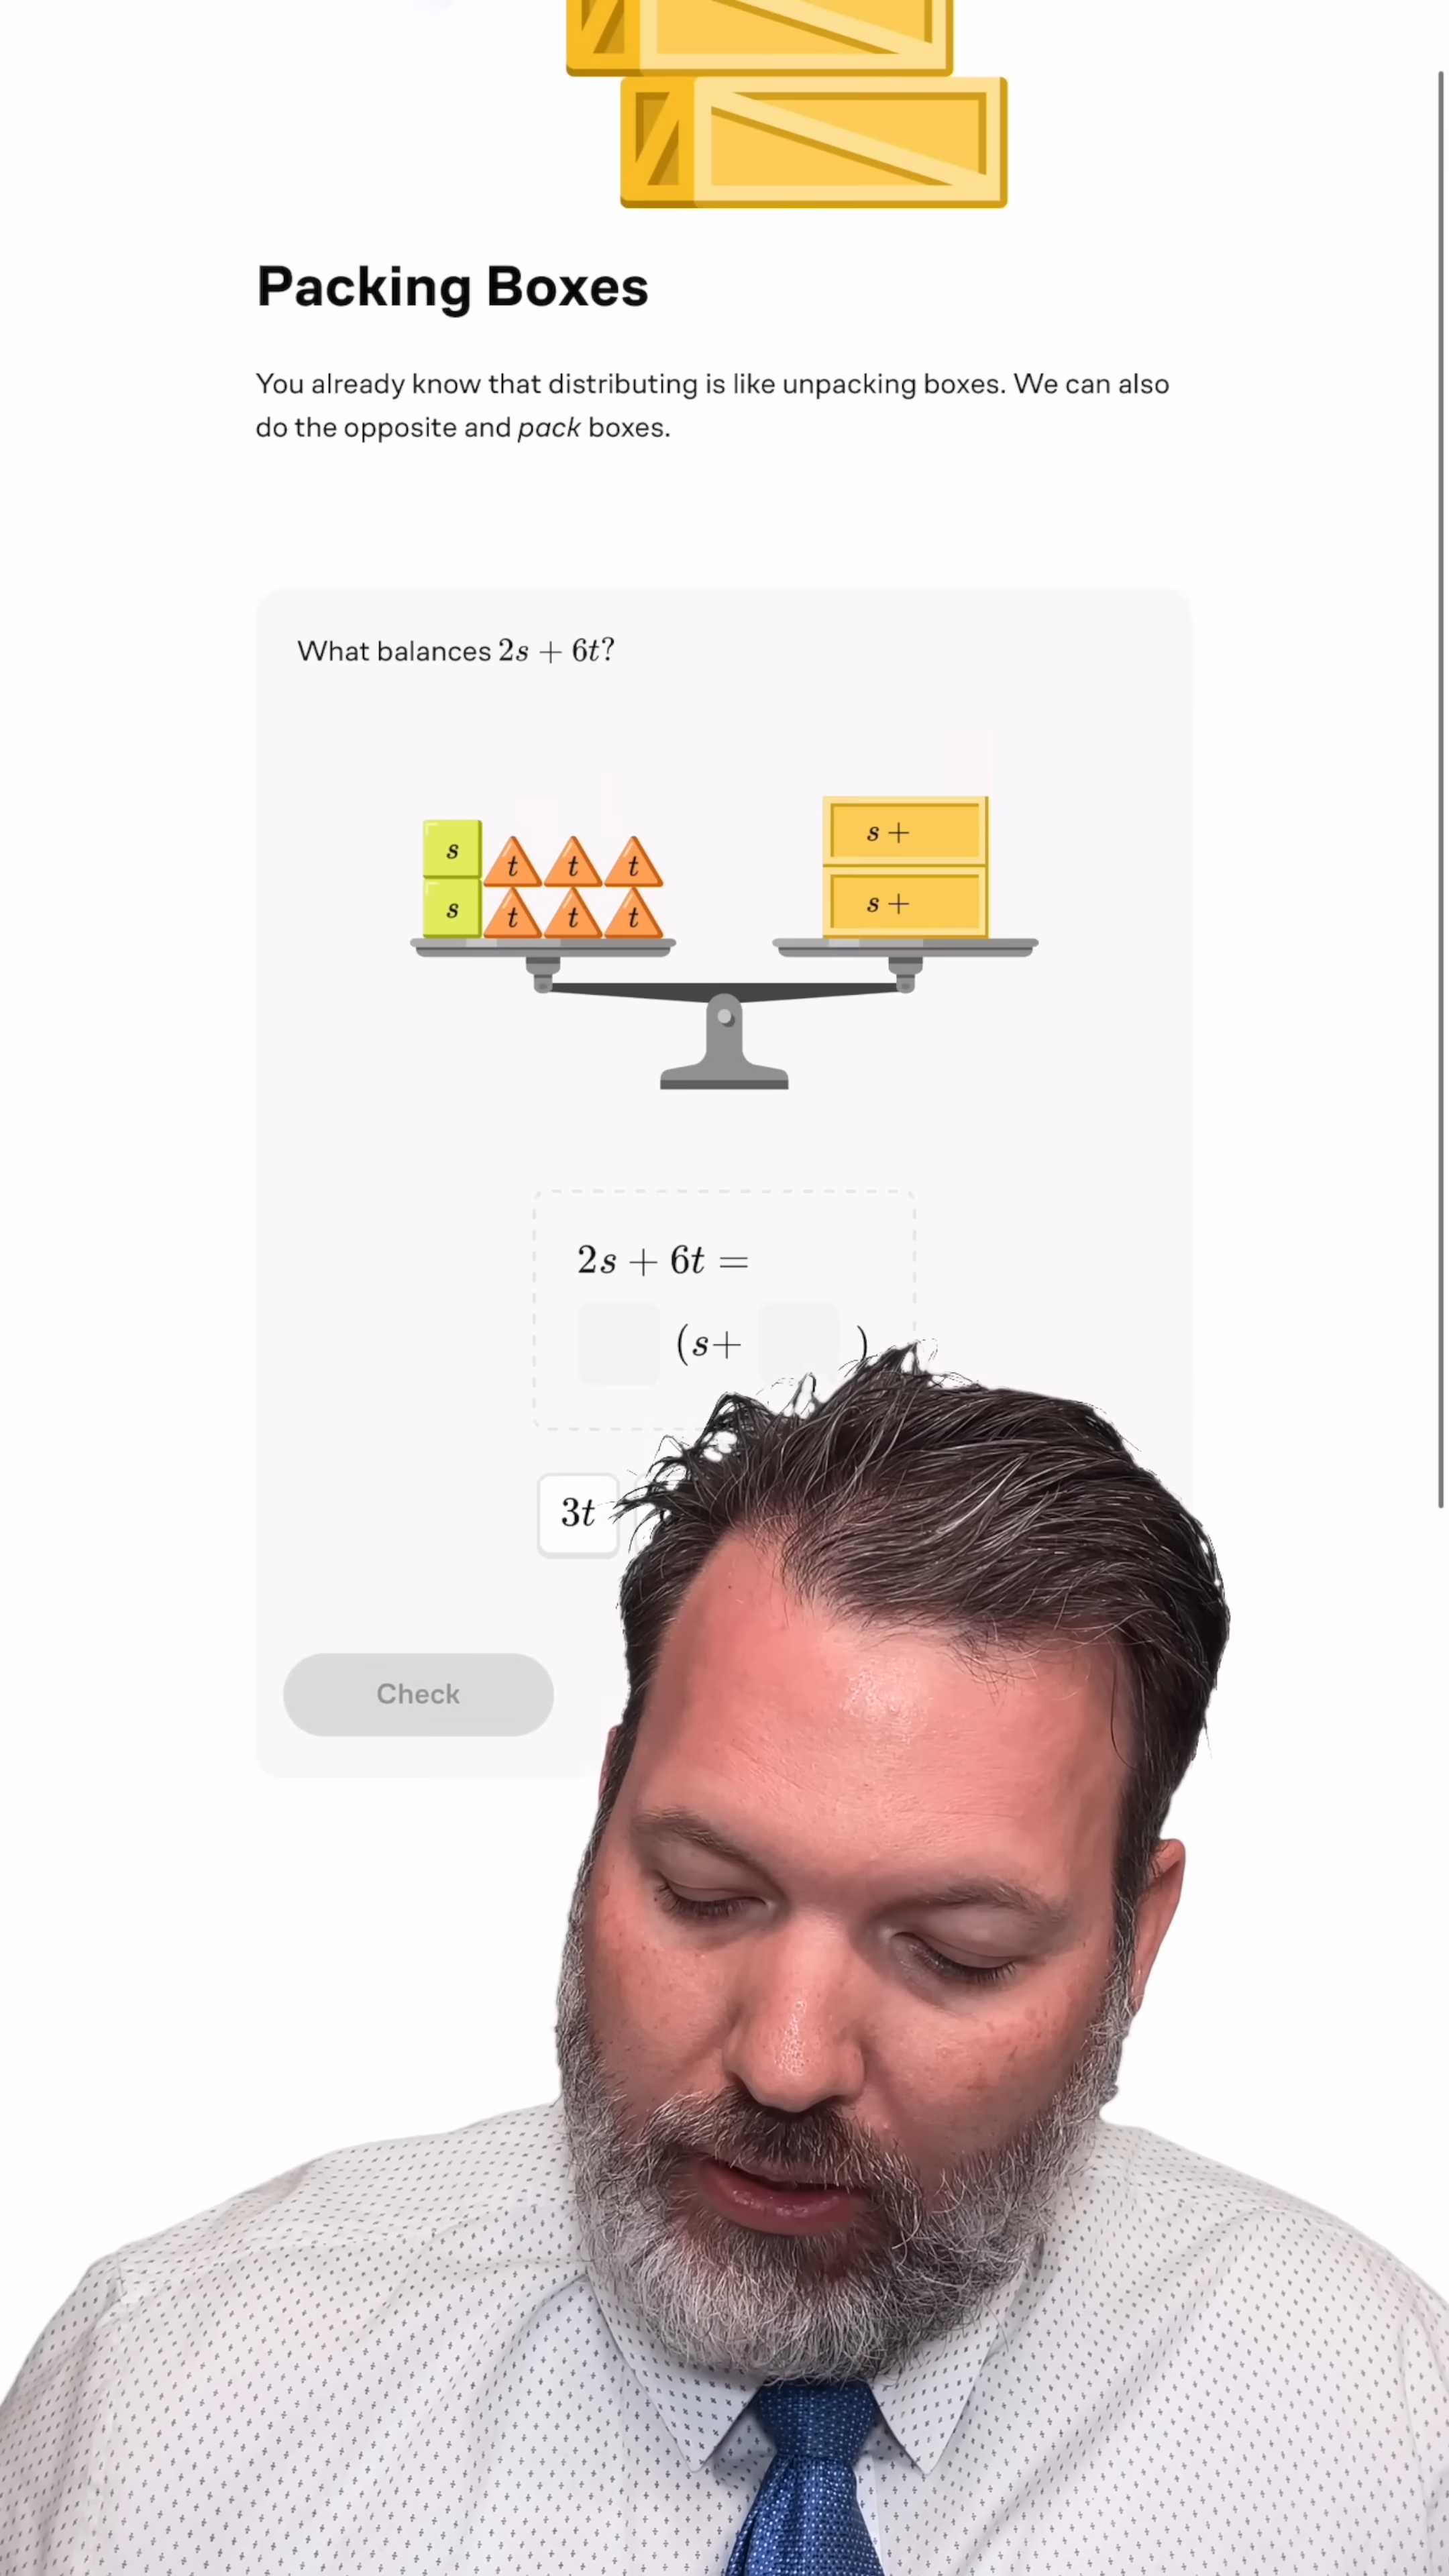 Packing Boxes
You already know that distributing is like unpacking boxes. We can also
do the opposite and pack boxes.
What balances 2s + 6t?
s t t t s +
s t t t s +
2s + 6t =
(s+ )
3t
Check